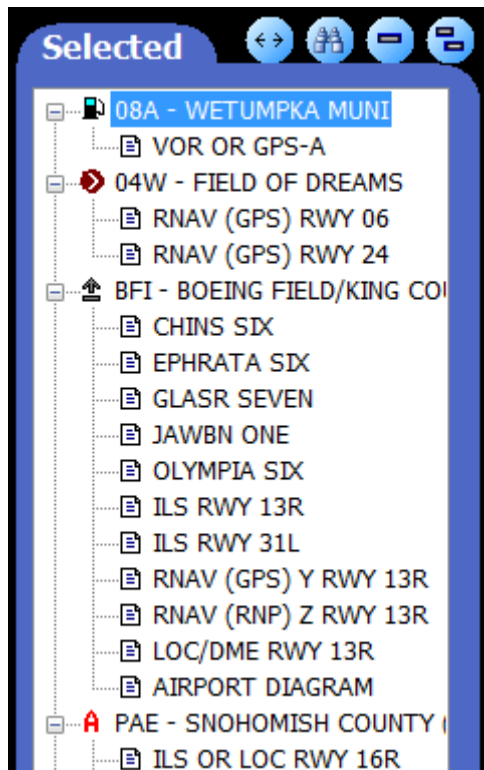 Selected
08A - WETUMPKA MUNI
VOR OR GPS-A
04W - FIELD OF DREAMS
RNAV (GPS) RWY 06
RNAV (GPS) RWY 24
BFI - BOEING FIELD/KING COU
CHINS SIX
EPHRATA SIX
GLASR SEVEN
JAWBN ONE
OLYMPIA SIX
ILS RWY 13R
ILS RWY 31L
RNAV (GPS) Y RWY 13R
RNAV (RNP) Z RWY 13R
LOC/DME RWY 13R
AIRPORT DIAGRAM
A PAE - SNOHOMISH COUNTY (
ILS OR LOC RWY 16R